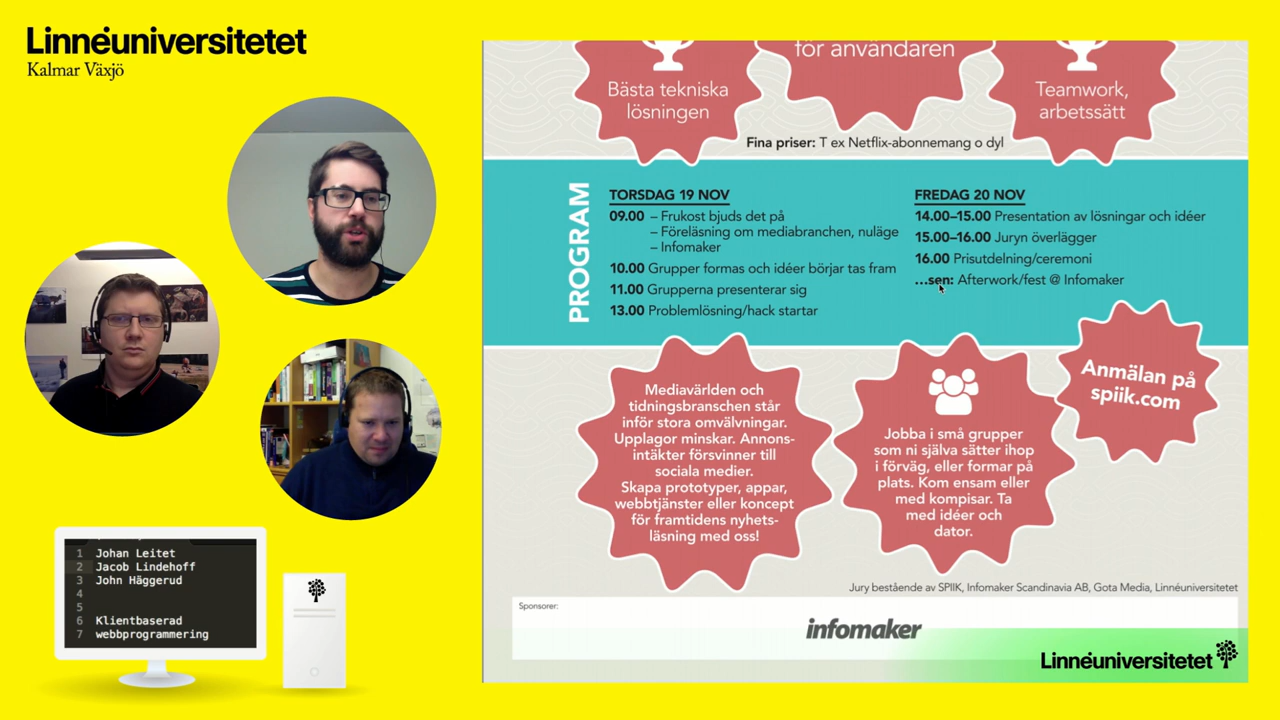 Linnéuniversitetet
Kalmar Växjö
1 Johan Leitet
2 Jacob Lindehoff
3 John Häggerud
4
5
6 Klientbaserad
7 webbprogrammering
Bästa tekniska
lösningen
för användaren
Teamwork,
arbetssätt
Fina priser: T ex Netflix-abonnemang o dyl
PROGRAM
TORSDAG 19 NOV
09.00 – Frukost bjuds det på
– Föreläsning om mediabranchen, nuläge
– Infomaker
10.00 Grupper formas och idéer börjar tas fram
11.00 Grupperna presenterar sig
13.00 Problemlösning/hack startar
FREDAG 20 NOV
14.00–15.00 Presentation av lösningar och idéer
15.00–16.00 Juryn överlägger
16.00 Prisutdelning/ceremoni
...sen: Afterwork/fest @ Infomaker
Mediavärlden och
tidningsbranschen står
inför stora omvälvningar.
Upplagor minskar. Annons-
intäkter försvinner till
sociala medier.
Skapa prototyper, appar,
webbtjänster eller koncept
för framtidens nyhets-
läsning med oss!
Jobba i små grupper
som ni själva sätter ihop
i förväg, eller formar på
plats. Kom ensam eller
med kompisar. Ta
med idéer och
dator.
Anmälan på
spiik.com
Jury bestående av SPIIK, Infomaker Scandinavia AB, Gota Media, Linnéuniversitetet
Sponsorer:
infomaker
Linnéuniversitetet